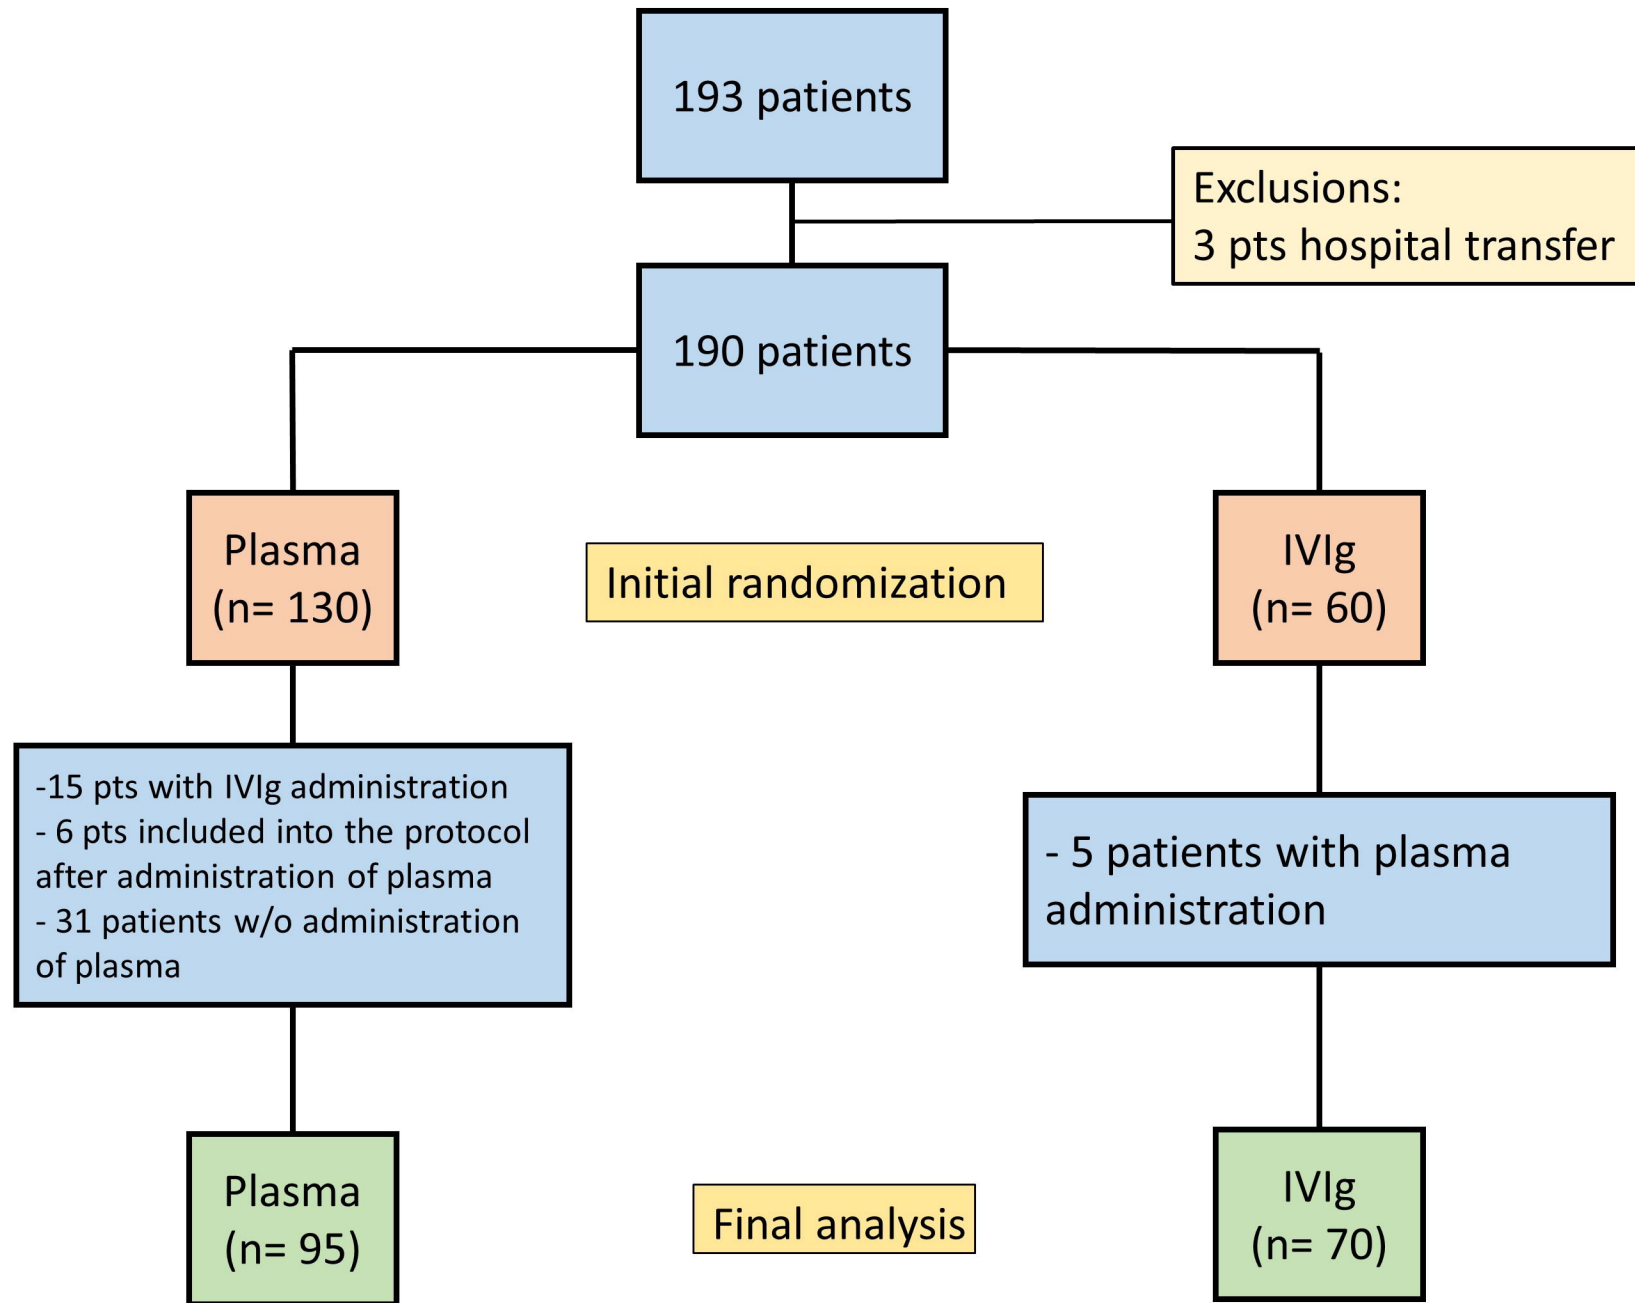 193 patients
Exclusions:
3 pts hospital transfer
190 patients
Plasma
(n= 130)
Initial randomization
IVIg
(n= 60)
-15 pts with IVIg administration
- 6 pts included into the protocol
after administration of plasma
- 31 patients w/o administration
of plasma
- 5 patients with plasma
administration
Plasma
(n= 95)
Final analysis
IVIg
(n= 70)